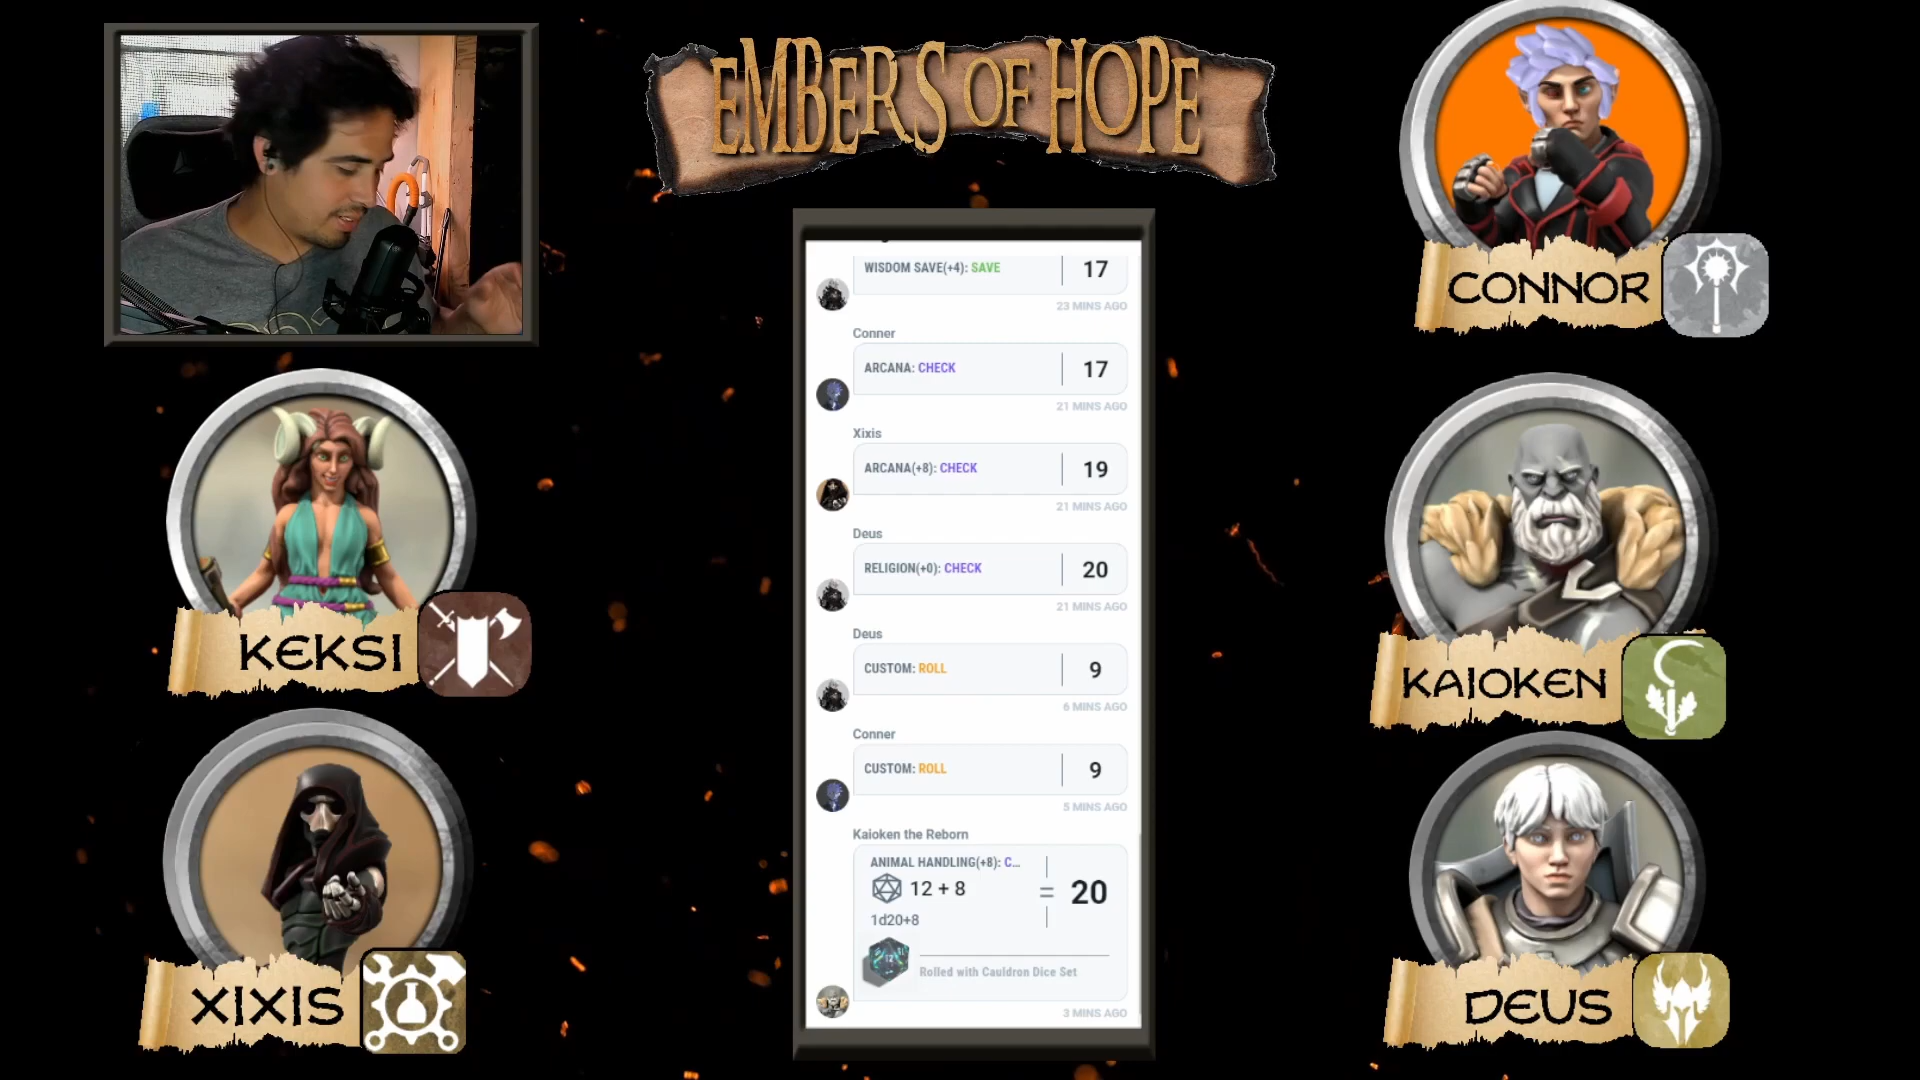 EMBERS OF HOPE
CONNOR
KEKSI
KAIOKEN
XIXIS
DEUS
WISDOM SAVE(+4): SAVE 17
23 MINS AGO
Conner
ARCANA: CHECK 17
21 MINS AGO
Xixis
ARCANA(+8): CHECK 19
21 MINS AGO
Deus
RELIGION(+0): CHECK 20
21 MINS AGO
Deus
CUSTOM: ROLL 9
6 MINS AGO
Conner
CUSTOM: ROLL 9
5 MINS AGO
Kaioken the Reborn
ANIMAL HANDLING(+8): C...
12 + 8 = 20
1d20+8
12
Rolled with Cauldron Dice Set
3 MINS AGO